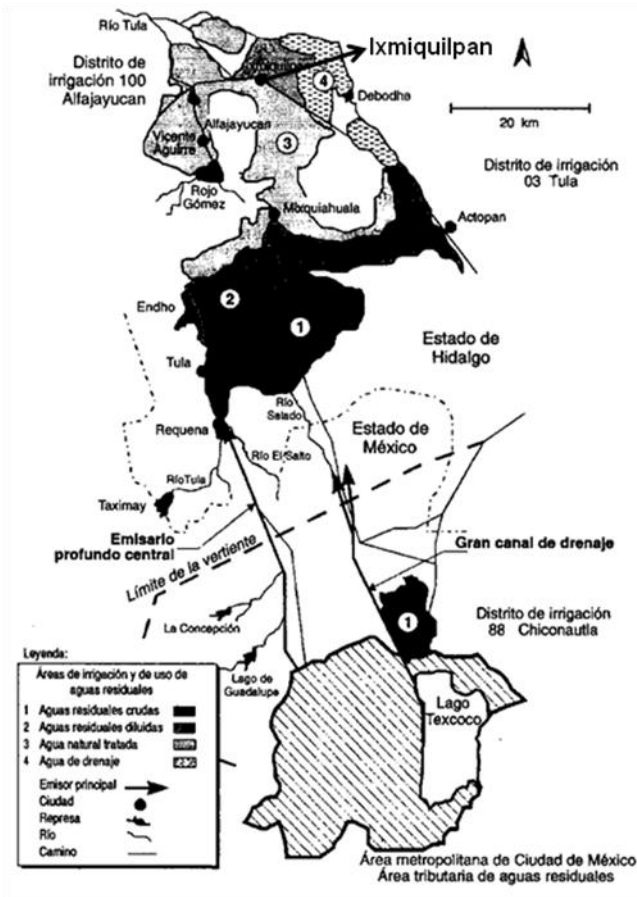 Río Tula
Ixmiquilpan
Distrito de
irrigación 100
Alfajayucan
4
Debodhe
20 km
Alfajayucan
Vicente
Aguirre
3
Distrito de irrigación
03 Tula
Rojo
Gómez
Mixquiahuala
Actopan
Endho
2
1
Estado de
Hidalgo
Tula
Río
Salado
Requena
Estado de
México
Río El Salto
Río Tula
Taximay
Emisario
profundo central
Gran canal de drenaje
Límite de la vertiente
1
Distrito de irrigación
88 Chiconautla
La Concepción
Lago de
Guadalupe
Lago
Texcoco
Leyenda:
Áreas de irrigación y de uso de
aguas residuales
1 Aguas residuales crudas
2 Aguas residuales diluidas
3 Agua natural tratada
4 Agua de drenaje
Emisor principal
Ciudad
Represa
Río
Camino
Área metropolitana de Ciudad de México
Área tributaria de aguas residuales